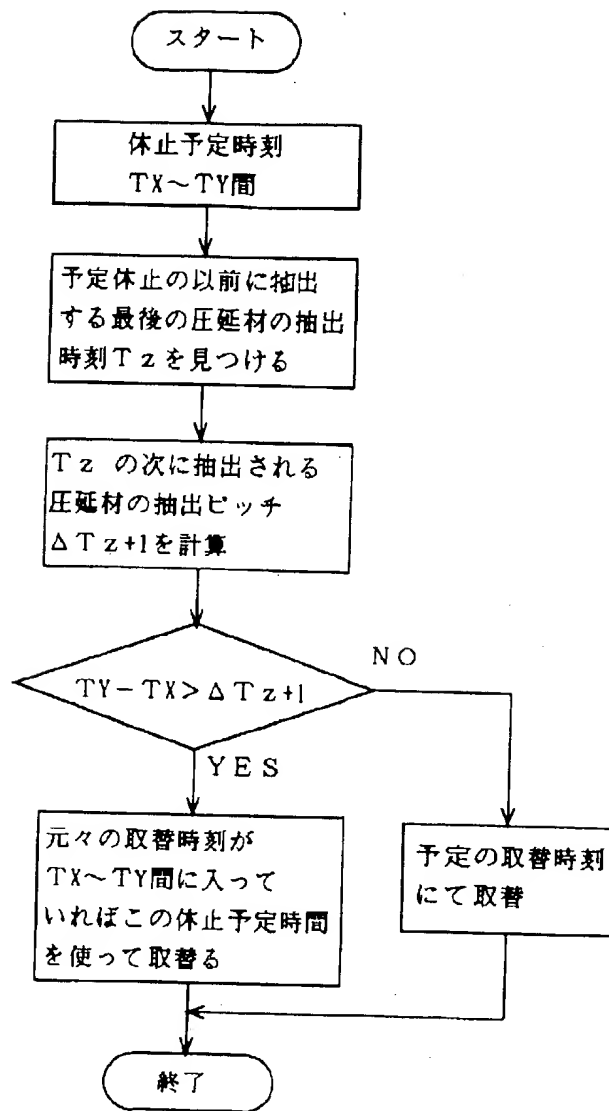 スタート
休止予定時刻
TX～TY間
予定休止の以前に抽出
する最後の圧延材の抽出
時刻Tzを見つける
Tz の次に抽出される
圧延材の抽出ピッチ
ΔTz+1を計算
TY－TX＞ΔTz+1
NO
YES
元々の取替時刻が
TX～TY間に入って
いればこの休止予定時間
を使って取替る
予定の取替時刻
にて取替
終了